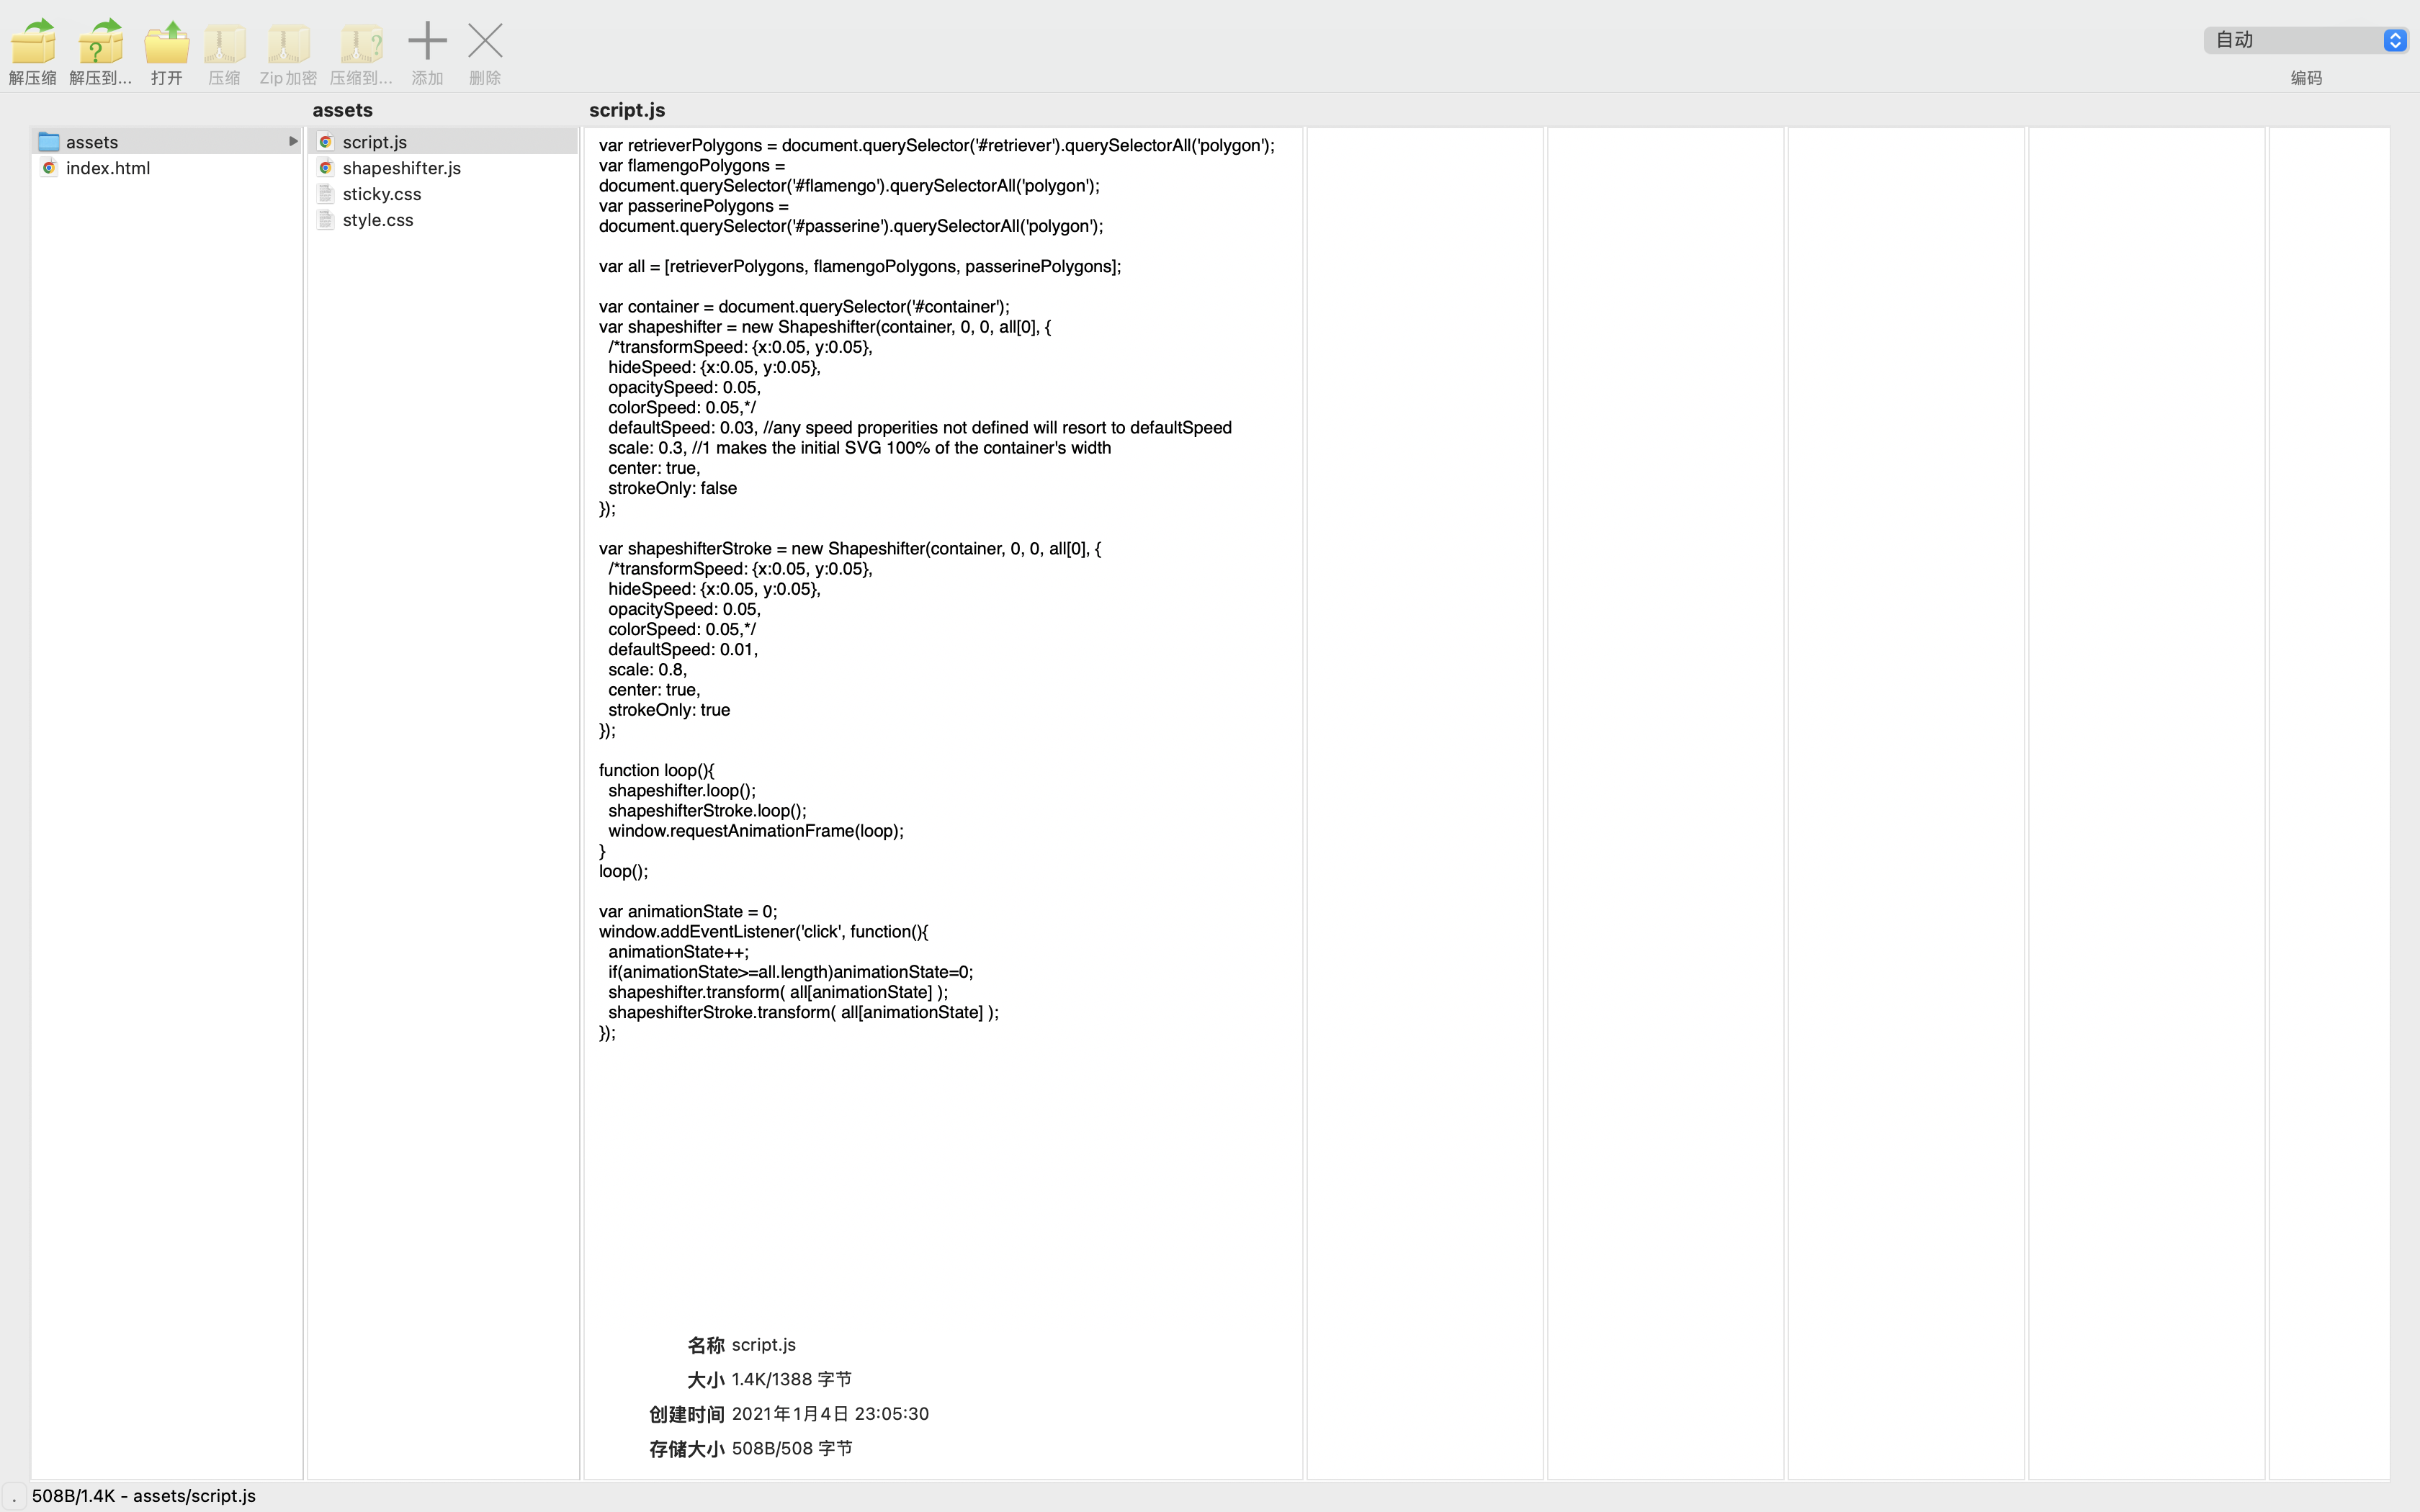 解压缩 解压到... 打开 压缩 Zip加密 压缩到... 添加 删除
自动
编码
assets script.js
assets
index.html
script.js
shapeshifter.js
sticky.css
style.css
var retrieverPolygons = document.querySelector('#retriever').querySelectorAll('polygon');
var flamengoPolygons =
document.querySelector('#flamengo').querySelectorAll('polygon');
var passerinePolygons =
document.querySelector('#passerine').querySelectorAll('polygon');
var all = [retrieverPolygons, flamengoPolygons, passerinePolygons];
var container = document.querySelector('#container');
var shapeshifter = new Shapeshifter(container, 0, 0, all[0], {
/*transformSpeed: {x:0.05, y:0.05},
hideSpeed: {x:0.05, y:0.05},
opacitySpeed: 0.05,
colorSpeed: 0.05,*/
defaultSpeed: 0.03, //any speed properities not defined will resort to defaultSpeed
scale: 0.3, //1 makes the initial SVG 100% of the container's width
center: true,
strokeOnly: false
});
var shapeshifterStroke = new Shapeshifter(container, 0, 0, all[0], {
/*transformSpeed: {x:0.05, y:0.05},
hideSpeed: {x:0.05, y:0.05},
opacitySpeed: 0.05,
colorSpeed: 0.05,*/
defaultSpeed: 0.01,
scale: 0.8,
center: true,
strokeOnly: true
});
function loop(){
shapeshifter.loop();
shapeshifterStroke.loop();
window.requestAnimationFrame(loop);
}
loop();
var animationState = 0;
window.addEventListener('click', function(){
animationState++;
if(animationState>=all.length)animationState=0;
shapeshifter.transform( all[animationState] );
shapeshifterStroke.transform( all[animationState] );
});
名称 script.js
大小 1.4K/1388 字节
创建时间 2021年1月4日 23:05:30
存储大小 508B/508 字节
. 508B/1.4K - assets/script.js